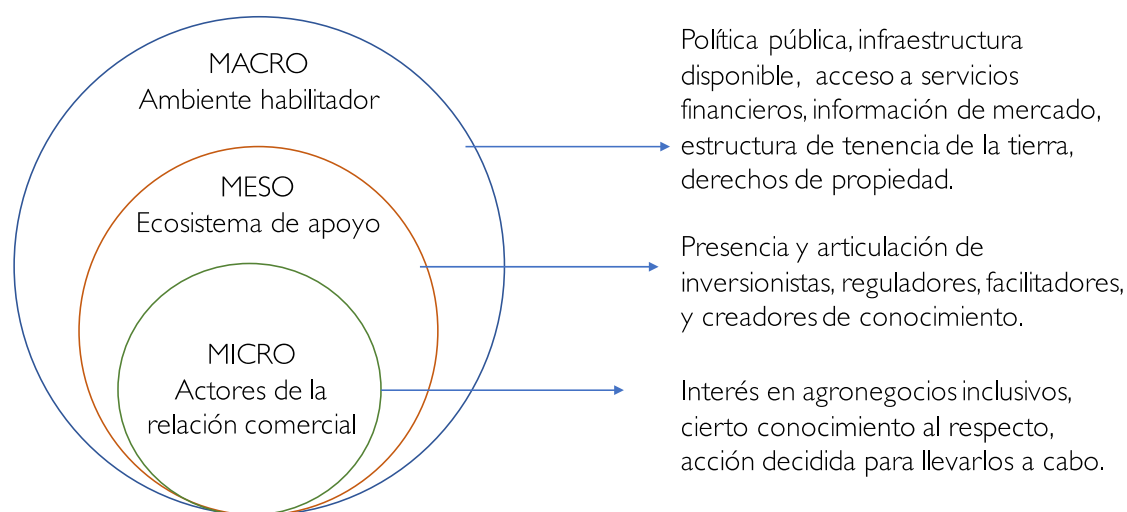 MACRO
Ambiente habilitador
Política pública, infraestructura
disponible, acceso a servicios
financieros, información de mercado,
estructura de tenencia de la tierra,
derechos de propiedad.
MESO
Ecosistema de apoyo
Presencia y articulación de
inversionistas, reguladores, facilitadores,
y creadores de conocimiento.
MICRO
Actores de la
relación comercial
Interés en agronegocios inclusivos,
cierto conocimiento al respecto,
acción decidida para llevarlos a cabo.